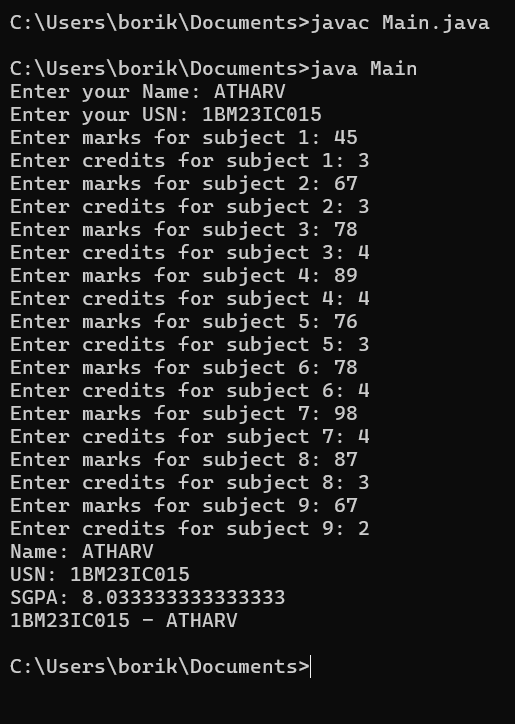 C:\Users\borik\Documents>javac Main.java
C:\Users\borik\Documents>java Main
Enter your Name: ATHARV
Enter your USN: 1BM23IC015
Enter marks for subject 1: 45
Enter credits for subject 1: 3
Enter marks for subject 2: 67
Enter credits for subject 2: 3
Enter marks for subject 3: 78
Enter credits for subject 3: 4
Enter marks for subject 4: 89
Enter credits for subject 4: 4
Enter marks for subject 5: 76
Enter credits for subject 5: 3
Enter marks for subject 6: 78
Enter credits for subject 6: 4
Enter marks for subject 7: 98
Enter credits for subject 7: 4
Enter marks for subject 8: 87
Enter credits for subject 8: 3
Enter marks for subject 9: 67
Enter credits for subject 9: 2
Name: ATHARV
USN: 1BM23IC015
SGPA: 8.033333333333333
1BM23IC015 - ATHARV
C:\Users\borik\Documents>